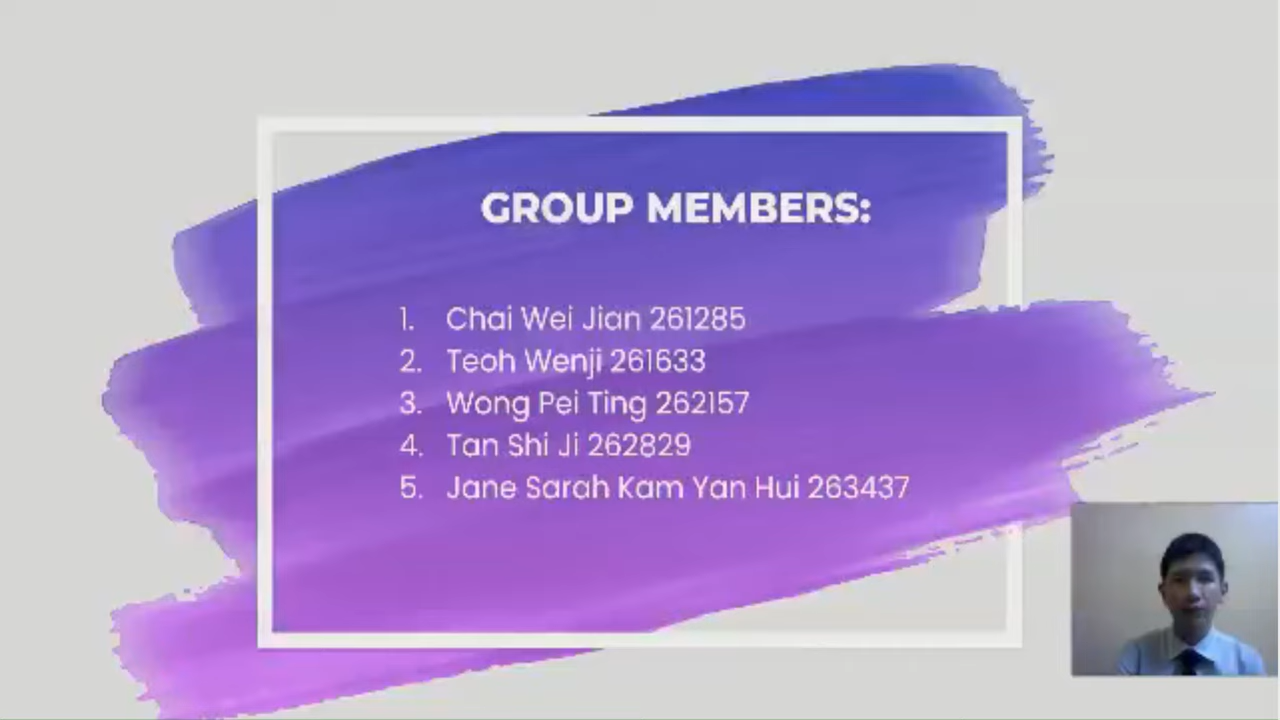 GROUP MEMBERS:
1. Chai Wei Jian 261285
2. Teoh Wenji 261633
3. Wong Pei Ting 262157
4. Tan Shi Ji 262829
5. Jane Sarah Kam Yan Hui 263437